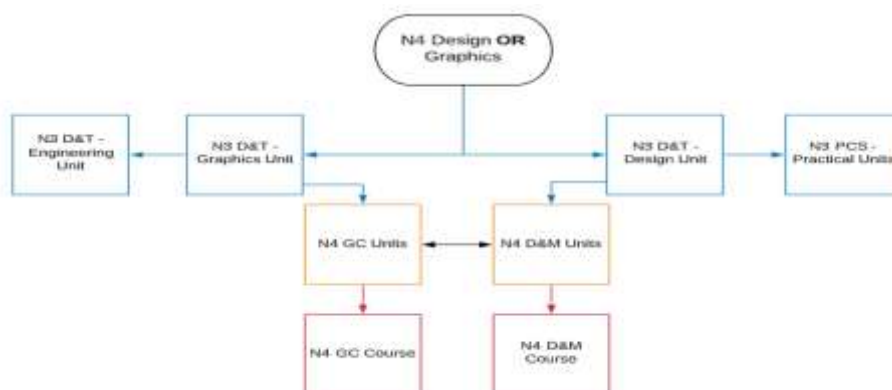 N4 Design OR
Graphics
N3 D&T -
Engineering
Unit
N3 D&T -
Graphics Unit
N3 D&T -
Design Unit
N3 PCS -
Practical Units
N4 GC Units
N4 D&M Units
N4 GC Course
N4 D&M
Course